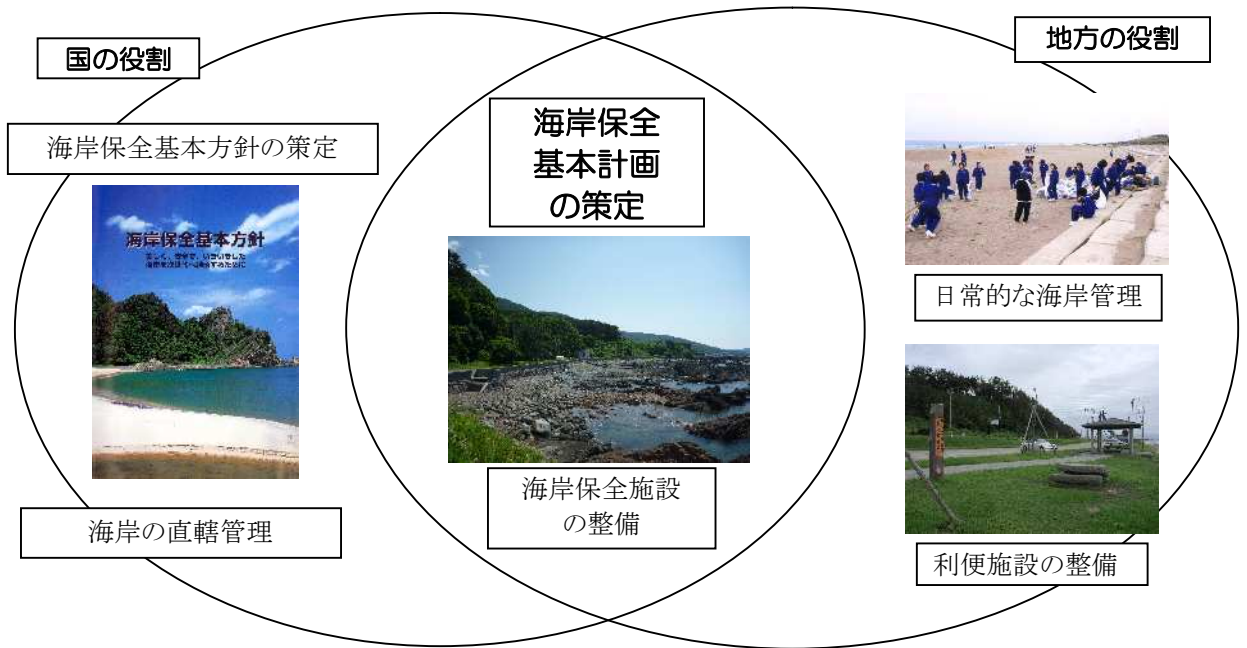 国の役割
地方の役割
海岸保全基本方針の策定
海岸保全
基本計画
の策定
海岸保全基本方針
日常的な海岸管理
海岸の直轄管理
海岸保全施設
の整備
利便施設の整備